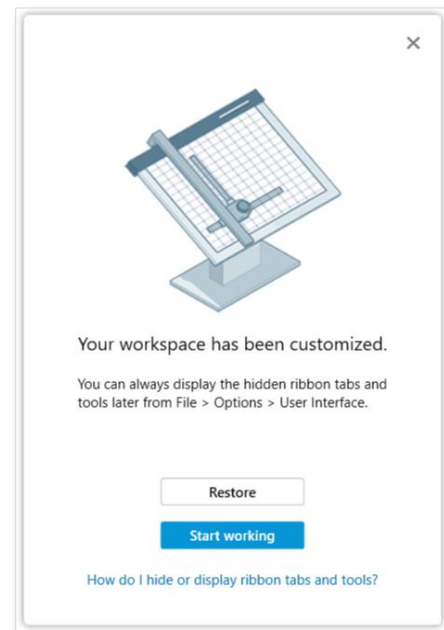 Your workspace has been customized.
You can always display the hidden ribbon tabs and
tools later from File > Options > User Interface.
Restore
Start working
How do I hide or display ribbon tabs and tools?